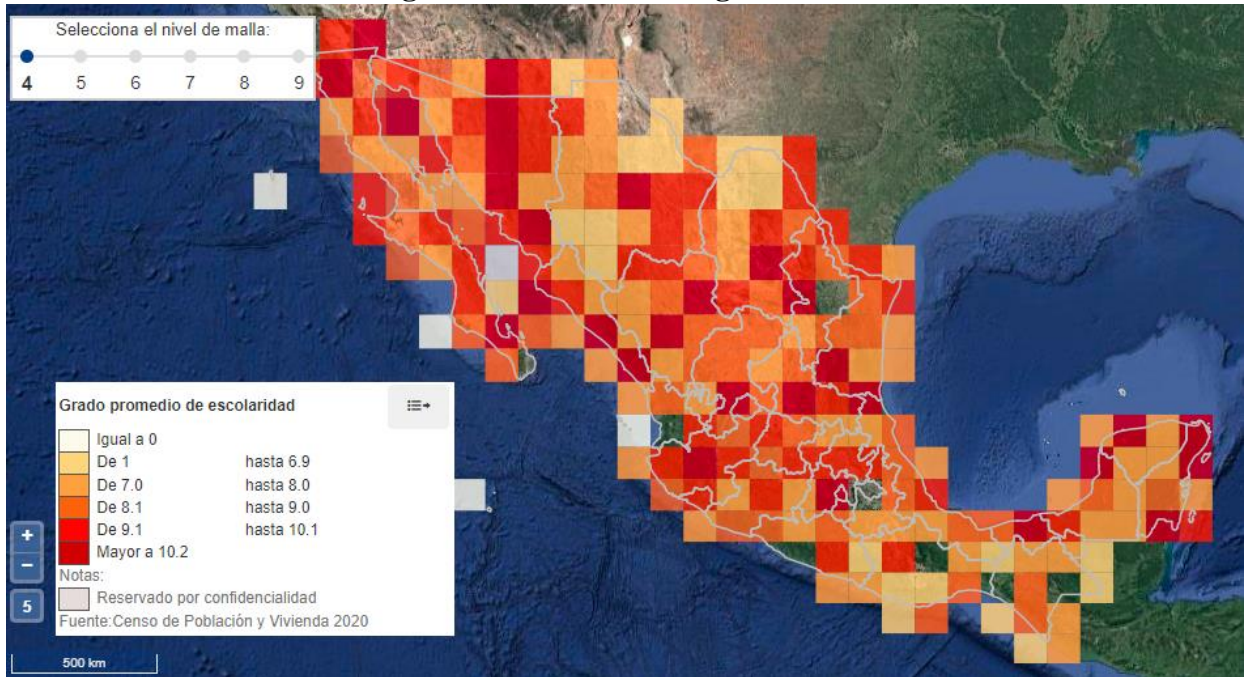 Selecciona el nivel de malla:
4 5 6 7 8 9
Grado promedio de escolaridad
Igual a 0
De 1 hasta 6.9
De 7.0 hasta 8.0
De 8.1 hasta 9.0
De 9.1 hasta 10.1
Mayor a 10.2
Notas:
Reservado por confidencialidad
Fuente:Censo de Población y Vivienda 2020
+
−
5
500 km